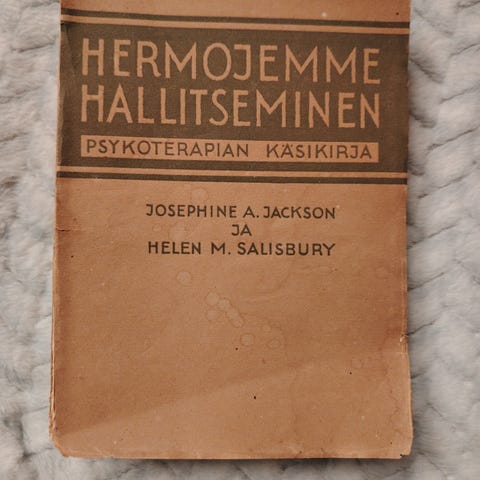 HERMOJEMME
HALLITSEMINEN
PSYKOTERAPIAN KÄSIKIRJA
JOSEPHINE A. JACKSON
JA
HELEN M. SALISBURY